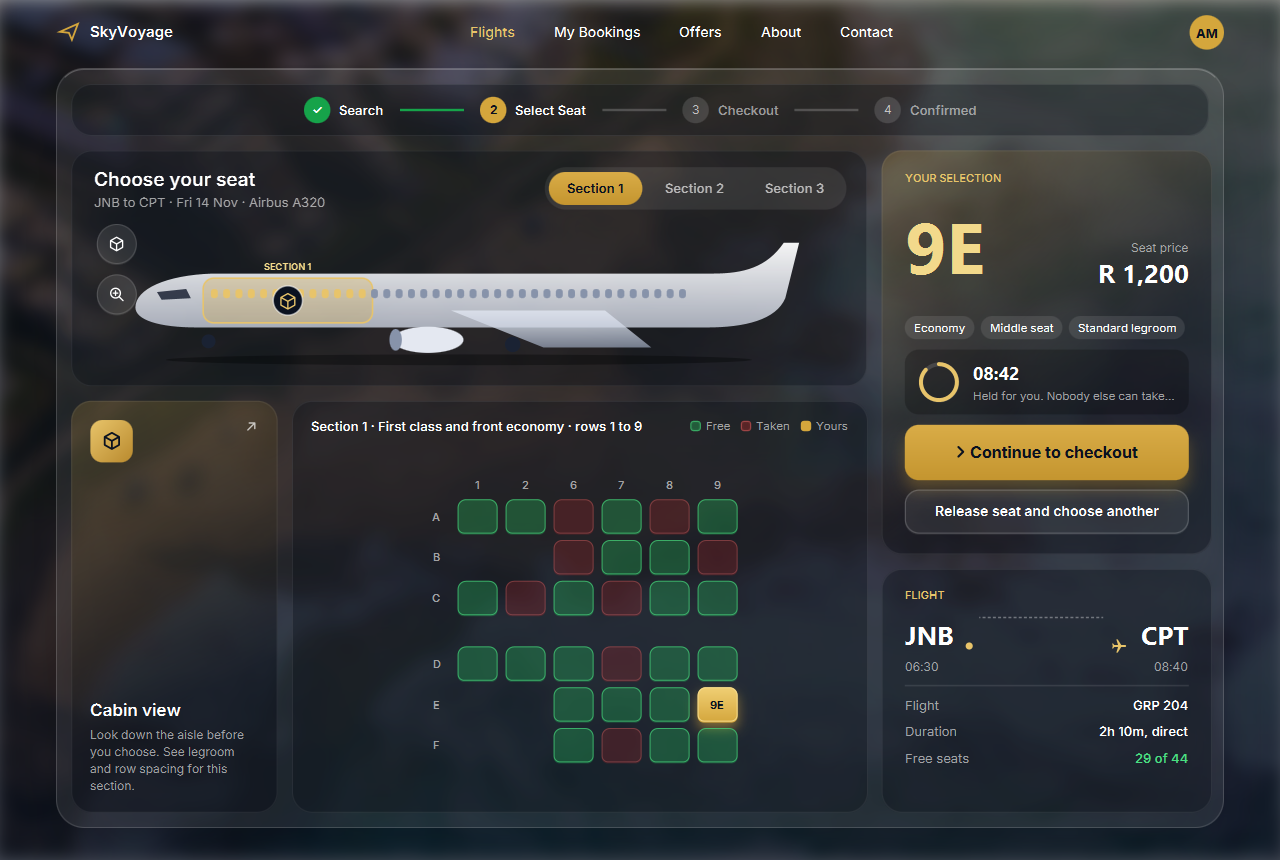 SkyVoyage
Flights
My Bookings
Offers
About
Contact
AM
Search
2
Select Seat
3
Checkout
4
Confirmed
Choose your seat
JNB to CPT · Fri 14 Nov · Airbus A320
Section 1
Section 2
Section 3
SECTION 1
Cabin view
Look down the aisle before
you choose. See legroom
and row spacing for this
section.
Section 1 · First class and front economy · rows 1 to 9
Free
Taken
Yours
1 2 6 7 8 9
A
B
C
D
E
9E
F
YOUR SELECTION
9E
Seat price
R 1,200
Economy
Middle seat
Standard legroom
08:42
Held for you. Nobody else can take...
Continue to checkout
Release seat and choose another
FLIGHT
JNB
CPT
06:30
08:40
Flight
GRP 204
Duration
2h 10m, direct
Free seats
29 of 44